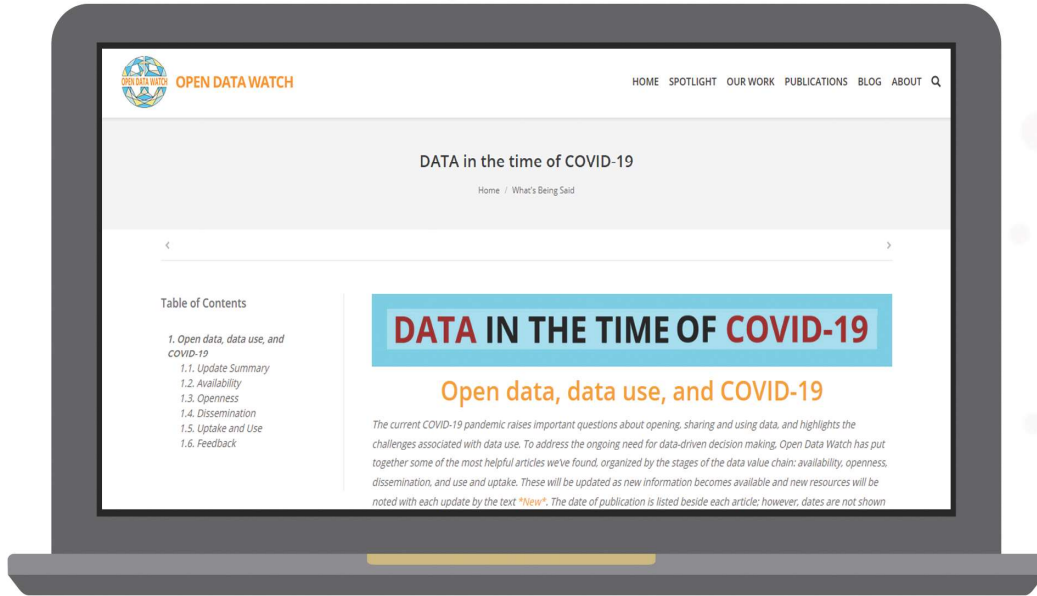 OPEN DATA WATCH
OPEN DATA WATCH
HOME SPOTLIGHT OUR WORK PUBLICATIONS BLOG ABOUT
DATA in the time of COVID-19
Home / What's Being Said
Table of Contents
1. Open data, data use, and
COVID-19
1.1. Update Summary
1.2. Availability
1.3. Openness
1.4. Dissemination
1.5. Uptake and Use
1.6. Feedback
DATA IN THE TIME OF COVID-19
Open data, data use, and COVID-19
The current COVID-19 pandemic raises important questions about opening, sharing and using data, and highlights the
challenges associated with data use. To address the ongoing need for data-driven decision making, Open Data Watch has put
together some of the most helpful articles we've found, organized by the stages of the data value chain: availability, openness,
dissemination, and use and uptake. These will be updated as new information becomes available and new resources will be
noted with each update by the text *New*. The date of publication is listed beside each article; however, dates are not shown